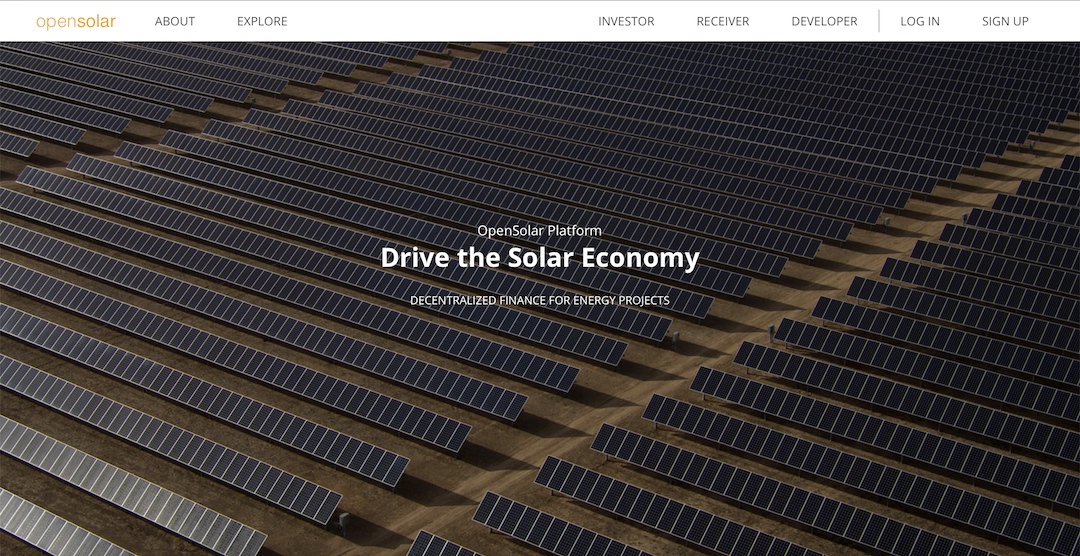 opensolar
ABOUT
EXPLORE
INVESTOR
RECEIVER
DEVELOPER
LOG IN
SIGN UP
OpenSolar Platform
Drive the Solar Economy
DECENTRALIZED FINANCE FOR ENERGY PROJECTS